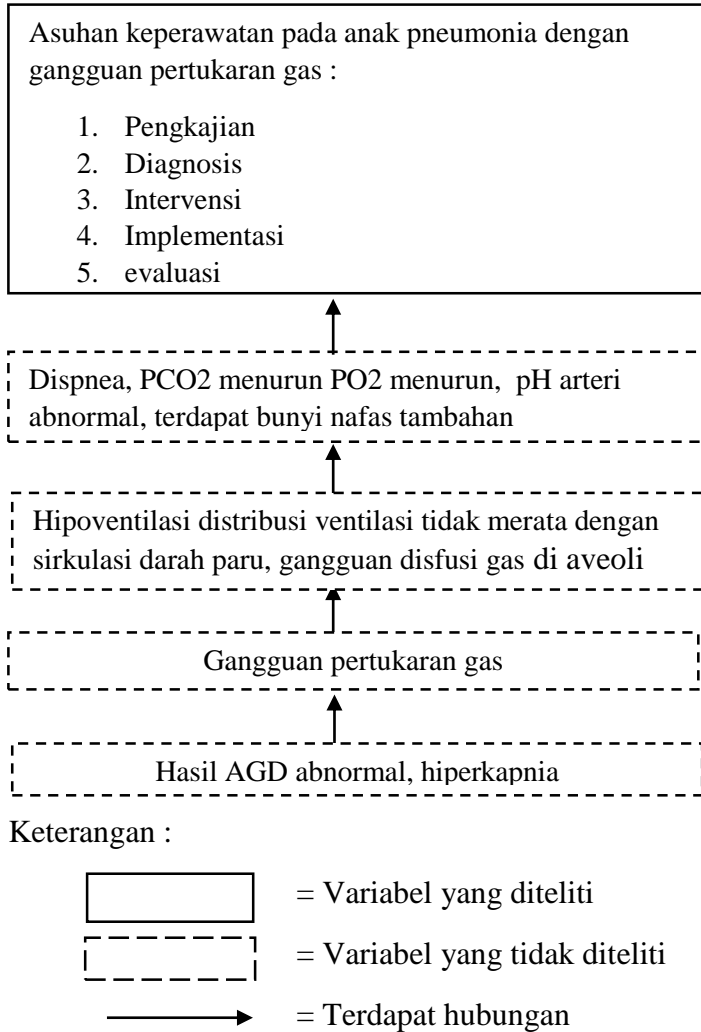 Asuhan keperawatan pada anak pneumonia dengan
gangguan pertukaran gas :
1. Pengkajian
2. Diagnosis
3. Intervensi
4. Implementasi
5. evaluasi
Dispnea, PCO2 menurun PO2 menurun, pH arteri
abnormal, terdapat bunyi nafas tambahan
Hipoventilasi distribusi ventilasi tidak merata dengan
sirkulasi darah paru, gangguan disfusi gas di aveoli
Gangguan pertukaran gas
Hasil AGD abnormal, hiperkapnia
Keterangan :
= Variabel yang diteliti
= Variabel yang tidak diteliti
= Terdapat hubungan